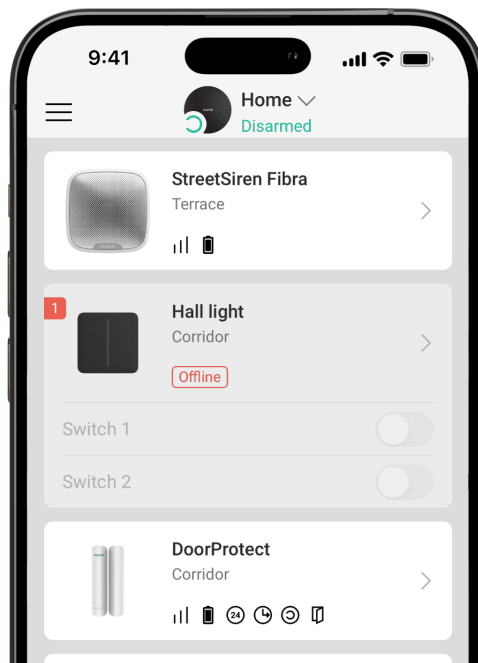 9:41
Home
Disarmed
StreetSiren Fibra
Terrace
1
Hall light
Corridor
Offline
Switch 1
Switch 2
DoorProtect
Corridor
24